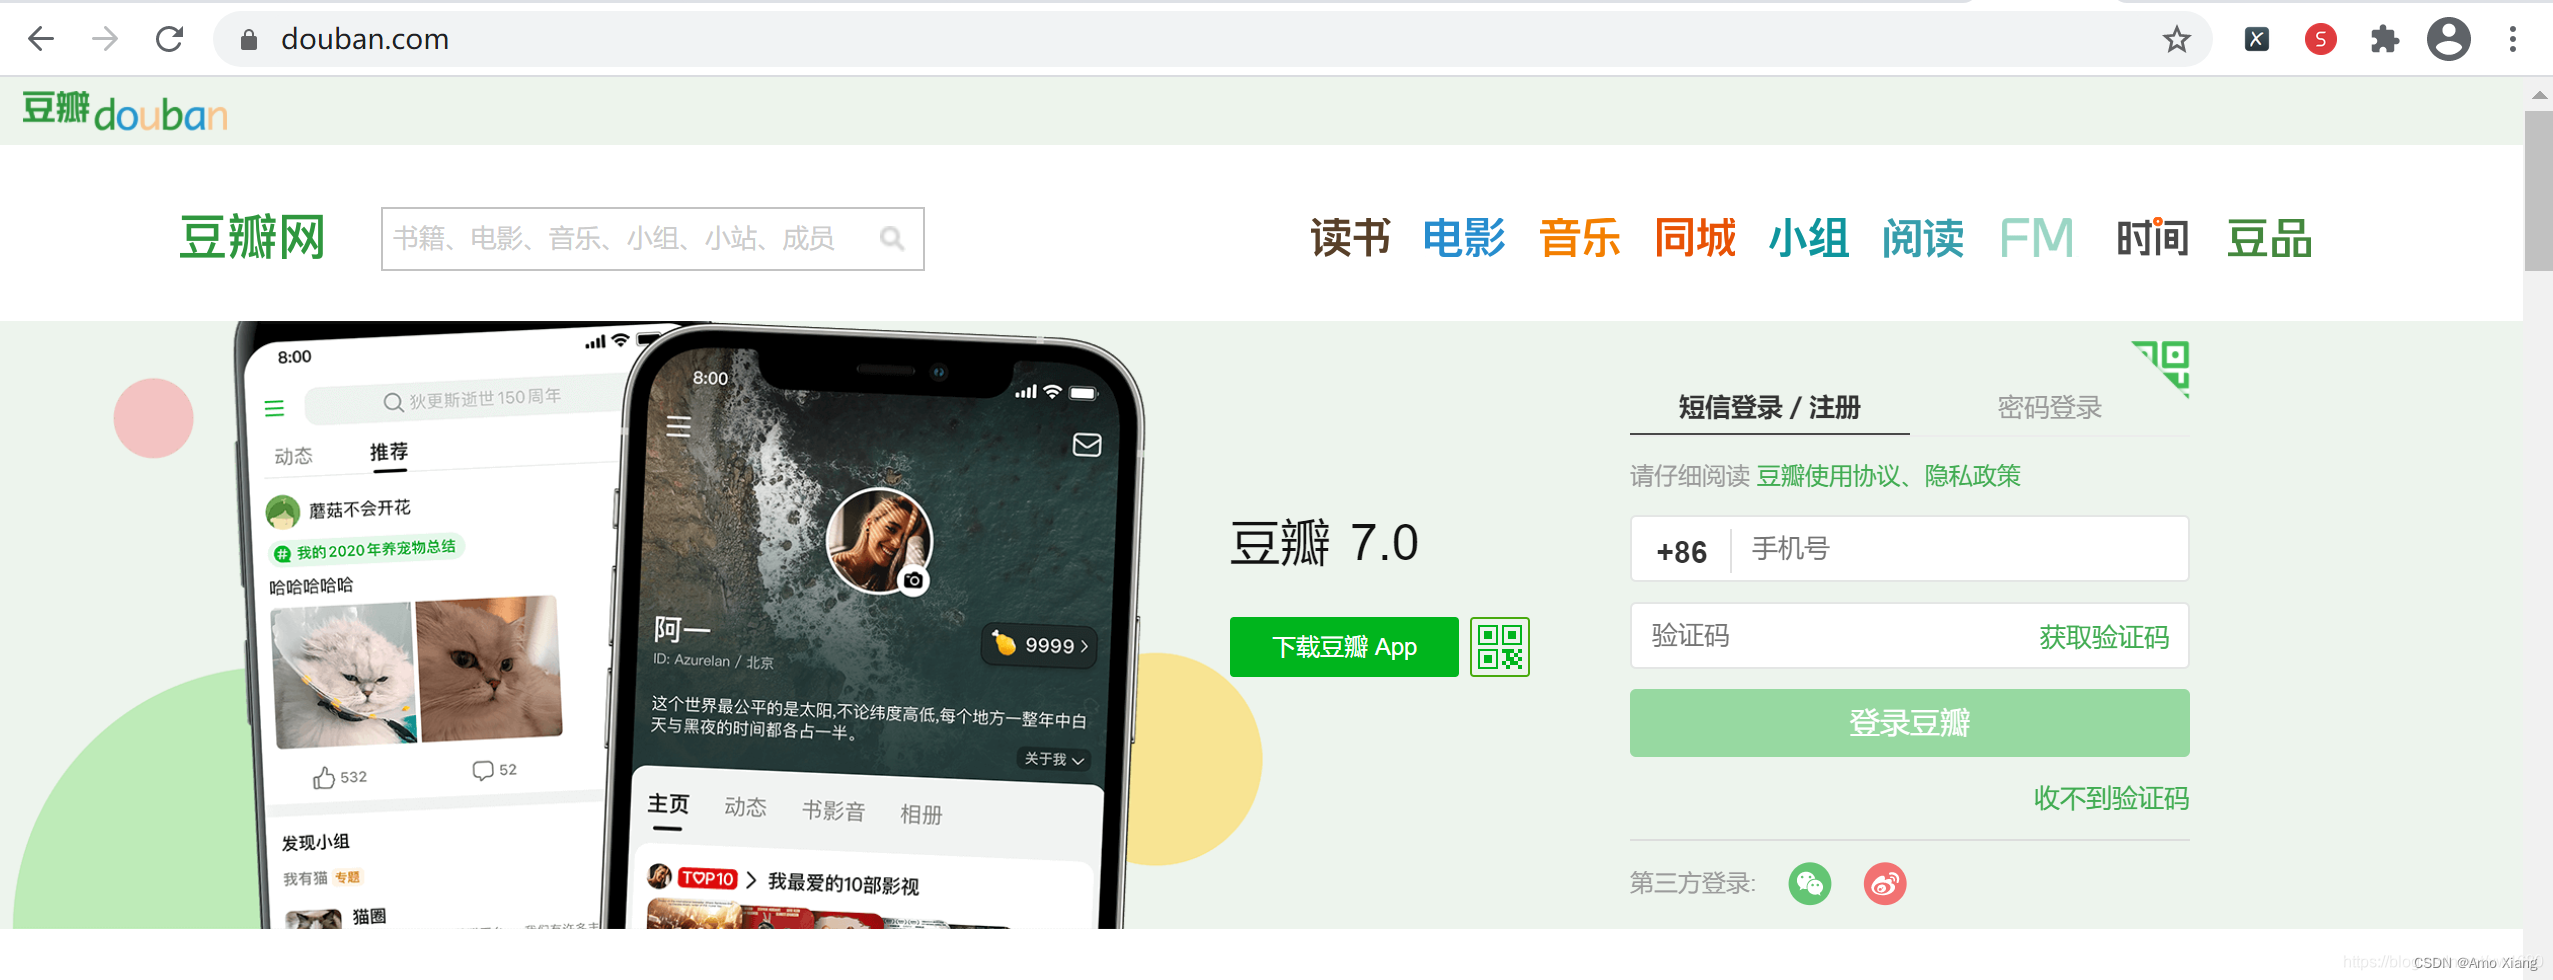 douban.com
豆瓣douban
豆瓣网
书籍、电影、音乐、小组、小站、成员
读书 电影 音乐 同城 小组 阅读 FM 时间 豆品
8:00
狄更斯逝世150周年
动态 推荐
蘑菇不会开花
我的2020年养宠物总结
哈哈哈哈哈
532 52
发现小组
我有猫 专题
猫圈
8:00
阿一
ID: Azurelan / 北京
9999
这个世界最公平的是太阳,不论纬度高低,每个地方一整年中白
天与黑夜的时间都各占一半。
关于我
主页 动态 书影音 相册
TOP10 我最爱的10部影视
豆瓣 7.0
下载豆瓣 App
短信登录 / 注册 密码登录
请仔细阅读 豆瓣使用协议、隐私政策
+86 手机号
验证码 获取验证码
登录豆瓣
收不到验证码
第三方登录:
CSDN @Amo Xiang